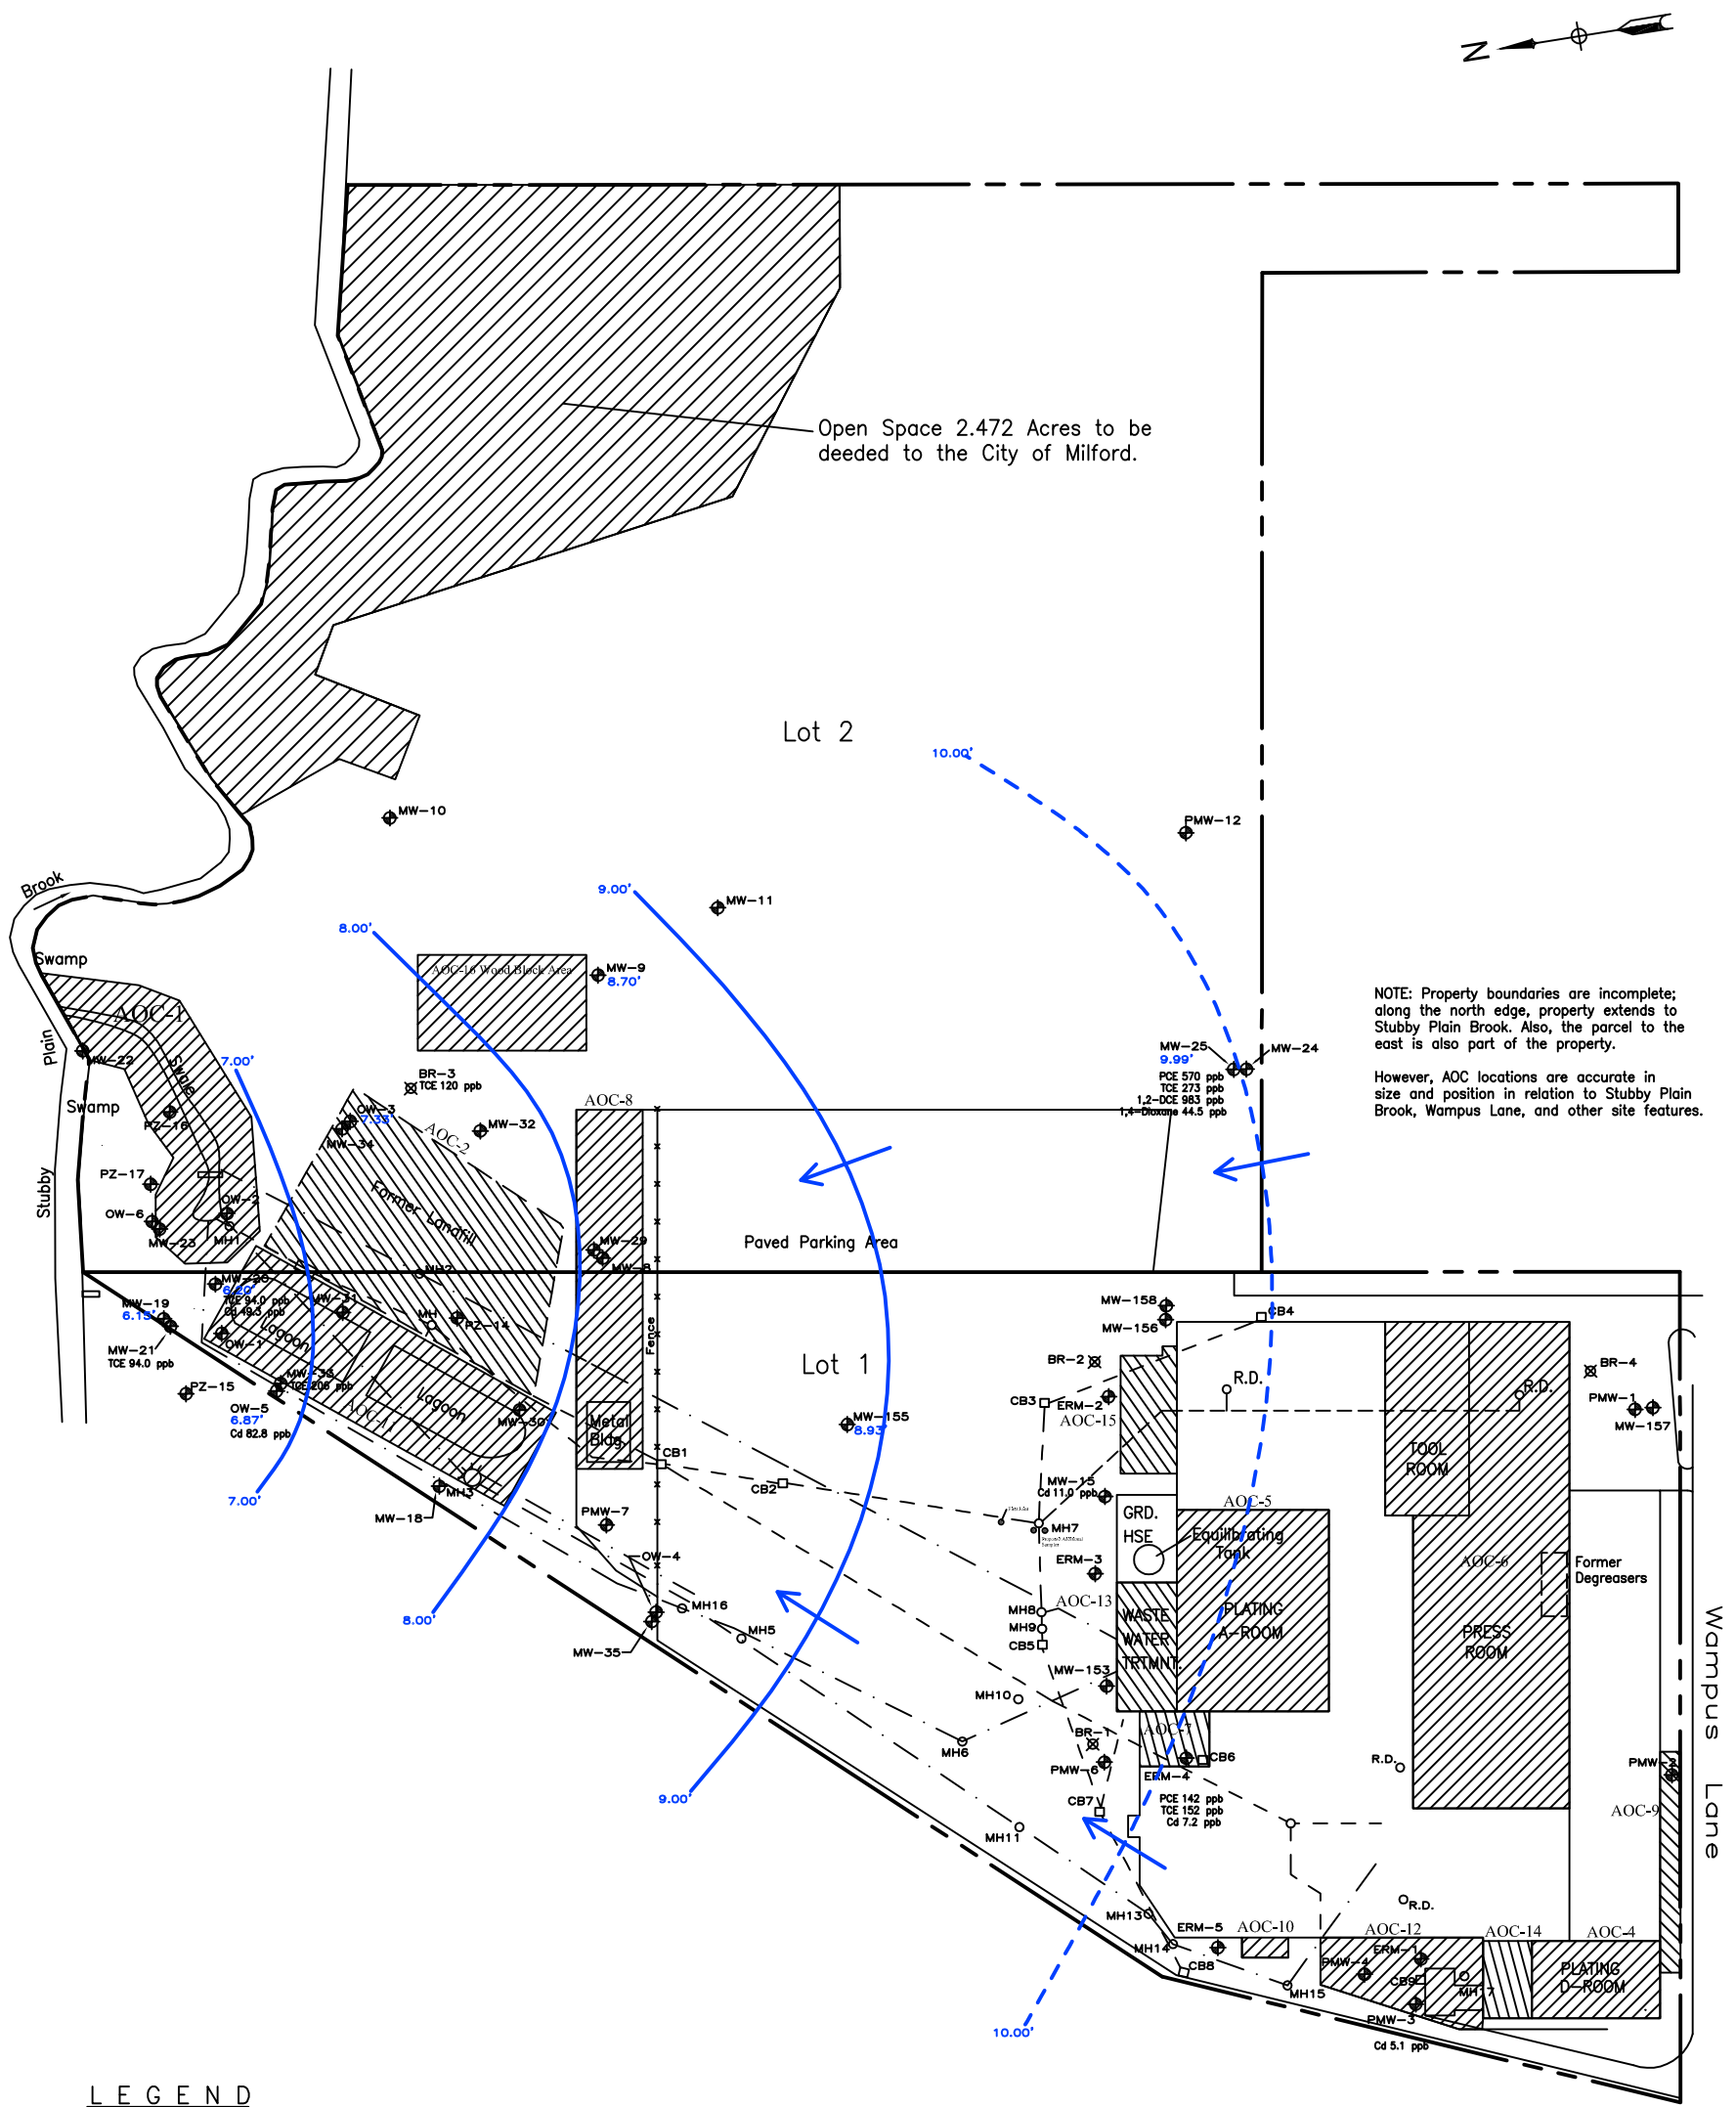 N
Open Space 2.472 Acres to be
deeded to the City of Milford.
Lot 2
10.00'
MW-10
PMW-12
Brook
9.00'
MW-11
8.00'
Swamp
AOC-16 Wood Block Area
MW-9
8.70'
NOTE: Property boundaries are incomplete;
along the north edge, property extends to
Stubby Plain Brook. Also, the parcel to the
east is also part of the property.
However, AOC locations are accurate in
size and position in relation to Stubby Plain
Brook, Wampus Lane, and other site features.
AOC-1
Plain
MW-22
Swale
7.00'
MW-25
9.99'
MW-24
PCE 570 ppb
TCE 273 ppb
1,2-DCE 983 ppb
1,4-Dioxane 44.5 ppb
BR-3
TCE 120 ppb
Swamp
PZ-16
OW-3
7.33'
MW-34
AOC-2
MW-32
AOC-8
Stubby
PZ-17
OW-2
OW-6
MW-23
MH1
Former Landfill
Paved Parking Area
MW-29
MW-8
MH2
MW-20
6.20'
TCE 94.0 ppb
Cd 49.3 ppb
MW-19
6.19'
MW-21
TCE 94.0 ppb
MW-31
MH
PZ-14
Lagoon
OW-1
Fence
MW-158
MW-156
CB4
Lot 1
BR-2
BR-4
MW-33
TCE 206 ppb
PZ-15
OW-5
6.87'
Cd 82.8 ppb
AOC-11
Lagoon
MW-30
Metal
Bldg.
MW-155
8.93'
CB3
ERM-2
AOC-15
R.D.
R.D.
PMW-1
MW-157
TOOL
ROOM
CB1
CB2
MH3
MW-18
7.00'
MW-15
Cd 11.0 ppb
AOC-5
GRD.
HSE
Equilibrating
Tank
MH7
PMW-7
ERM-3
AOC-6
Former
Degreasers
OW-4
AOC-13
MH8
MH9
CB5
WASTE
WATER
TRTMNT.
PLATING
A-ROOM
PRESS
ROOM
8.00'
MH16
MH5
MW-35
Wampus Lane
MW-153
MH10
MH6
BR-1
AOC-7
PMW-6
CB6
ERM-4
R.D.
PMW-2
9.00'
PCE 142 ppb
TCE 152 ppb
Cd 7.2 ppb
CB7
MH11
AOC-9
R.D.
MH13
MH14
ERM-5
AOC-10
AOC-12
AOC-14
AOC-4
CB8
MH15
PMW-4
ERM-1
CB9
MH17
PLATING
D-ROOM
PMW-3
Cd 5.1 ppb
10.00'
LEGEND